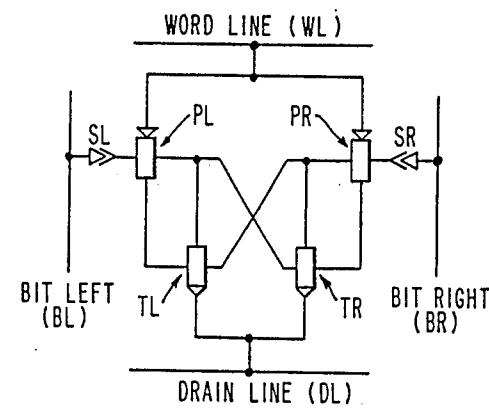 WORD LINE (WL)
PL
PR
SL
SR
BIT LEFT
(BL)
TL
TR
BIT RIGHT
(BR)
DRAIN LINE (DL)